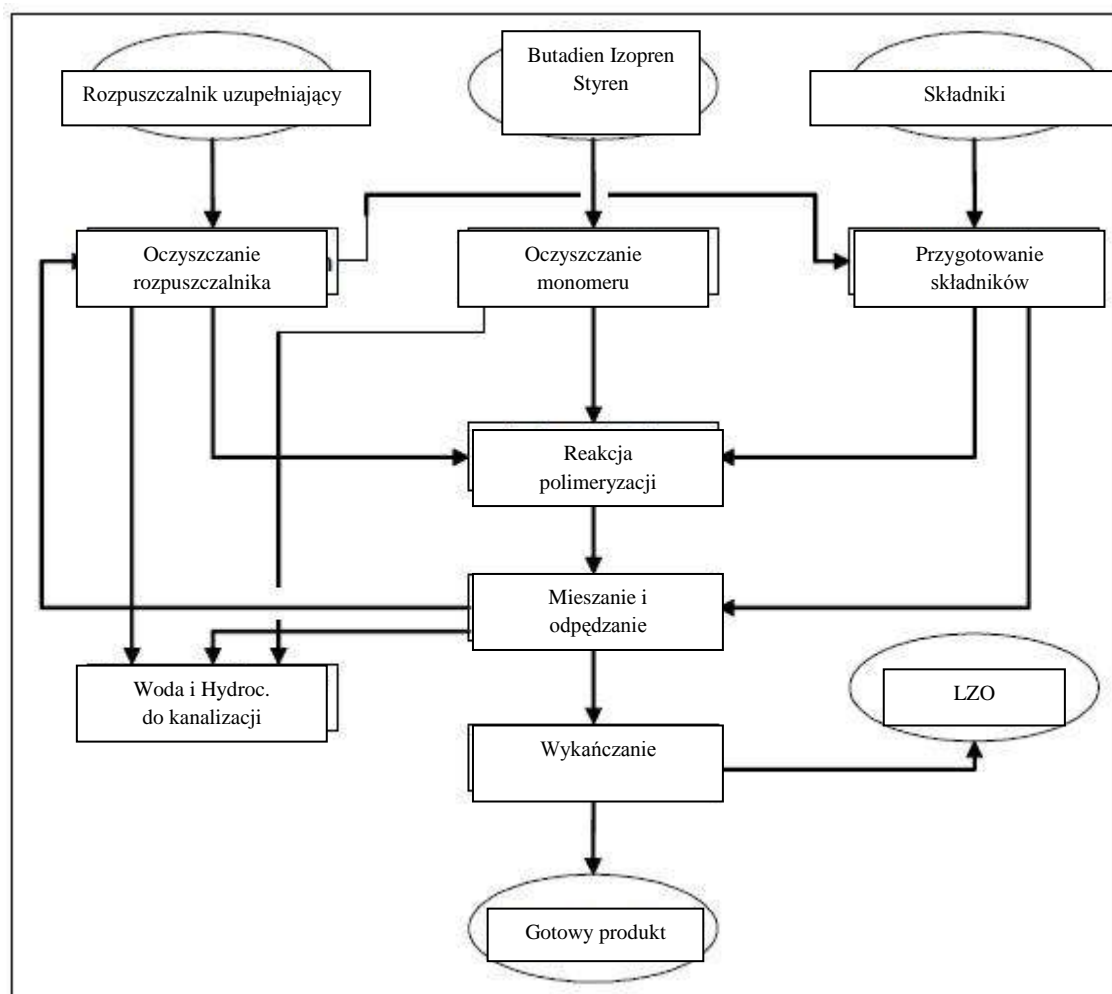 Rozpuszczalnik uzupełniający
Butadien Izopren
Styren
Składniki
Oczyszczanie
rozpuszczalnika
Oczyszczanie
monomeru
Przygotowanie
składników
Reakcja
polimeryzacji
Mieszanie i
odpędzanie
Woda i Hydroc.
do kanalizacji
LZO
Wykańczanie
Gotowy produkt